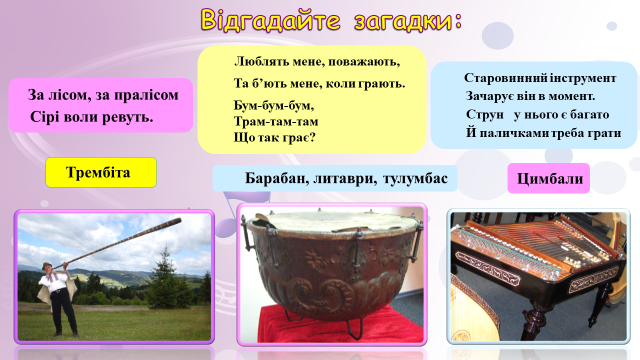 Відгадайте загадки:
За лісом, за пралісом
Сірі воли ревуть.
Трембіта
Люблять мене, поважають,
Та б’ють мене, коли грають.
Бум-бум-бум,
Трам-там-там
Що так грає?
Барабан, литаври, тулумбас
Старовинний інструмент
Зачарує він в момент.
Струн у нього є багато
Й паличками треба грати
Цимбали